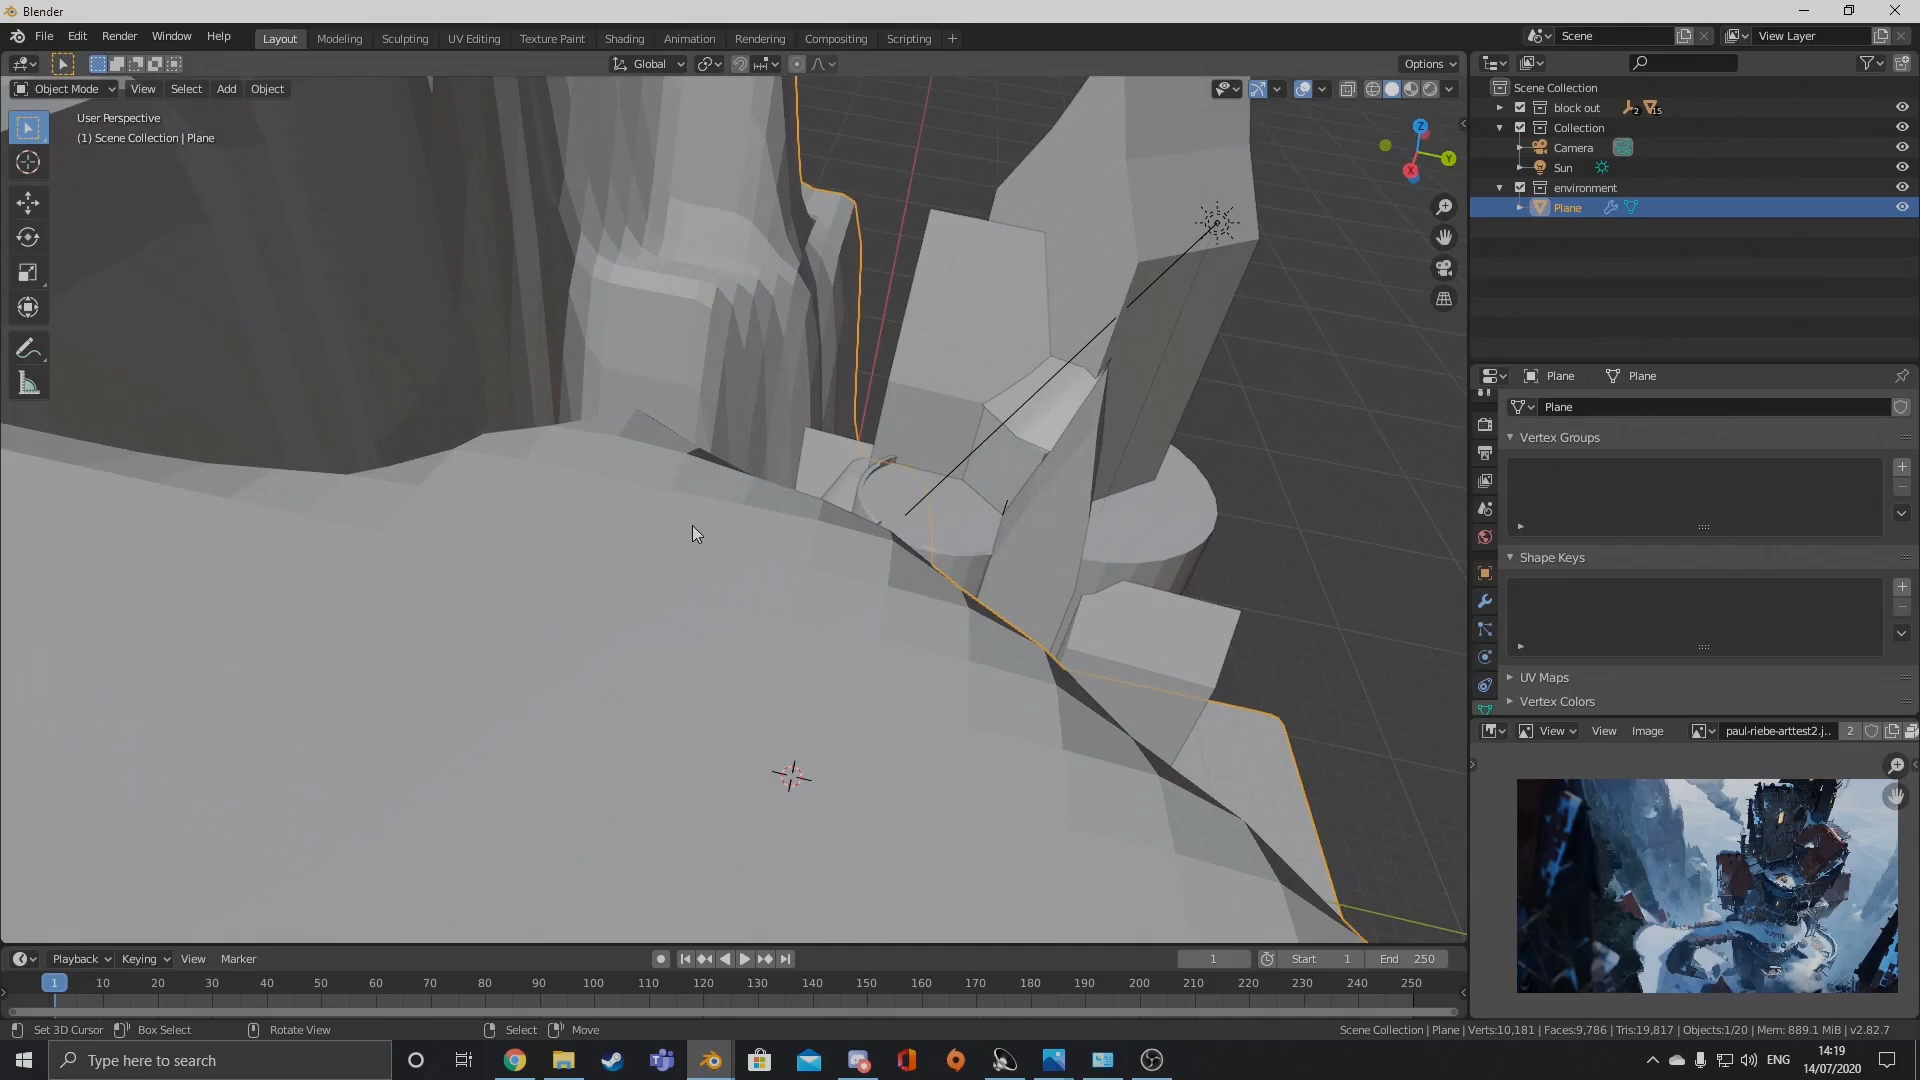 Blender
File Edit Render Window Help
Layout Modeling Sculpting UV Editing Texture Paint Shading Animation Rendering Compositing Scripting +
Scene View Layer
Global Options
Object Mode View Select Add Object
User Perspective
(1) Scene Collection | Plane
Z
Y
X
Scene Collection
block out 2 15
Collection
Camera
Sun
environment
Plane
Plane Plane
Plane
Vertex Groups
Shape Keys
UV Maps
Vertex Colors
View View Image paul-riebe-arttest2.j.. 2
Playback Keying View Marker 1 Start 1 End 250
1 10 20 30 40 50 60 70 80 90 100 110 120 130 140 150 160 170 180 190 200 210 220 230 240 250
Set 3D Cursor Box Select Rotate View Select Move
Scene Collection | Plane | Verts:10,181 | Faces:9,786 | Tris:19,817 | Objects:1/20 | Mem: 889.1 MiB | v2.82.7
Type here to search
ENG
14:19
14/07/2020